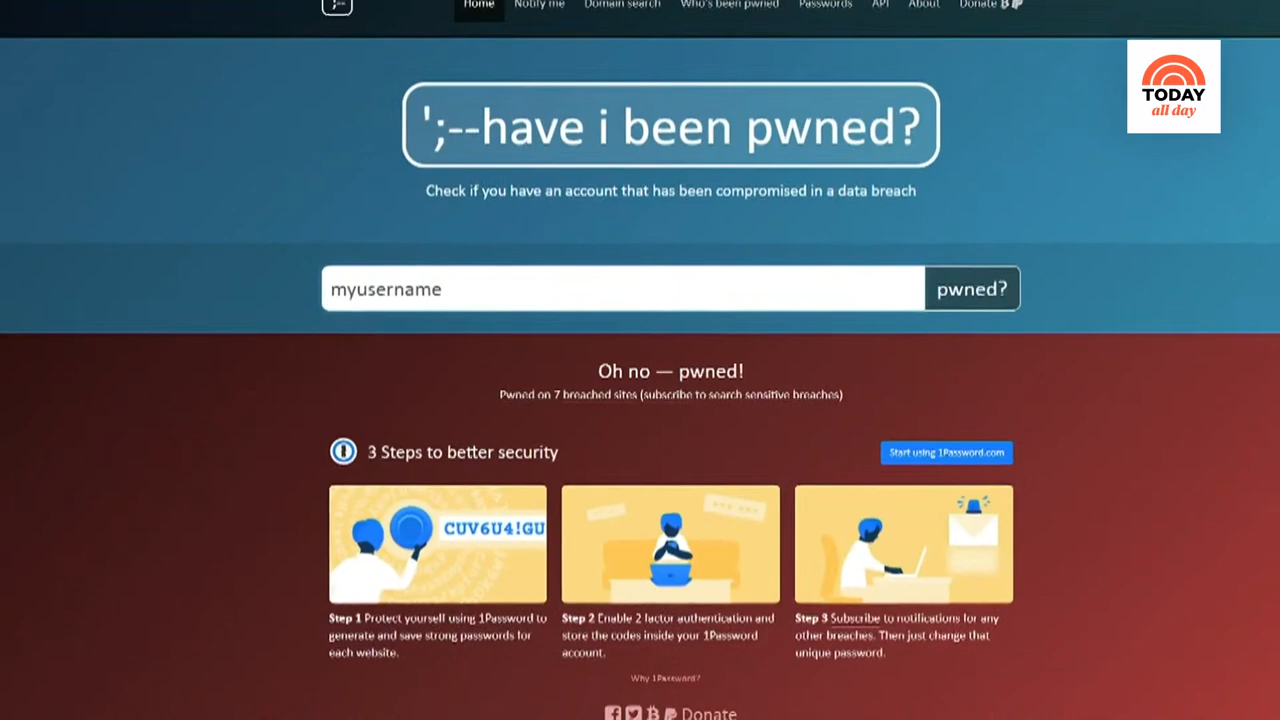 Home Notify me Domain search Who's been pwned Passwords API About Donate
TODAY
all day
';--have i been pwned?
Check if you have an account that has been compromised in a data breach
myusername
pwned?
Oh no — pwned!
Pwned on 7 breached sites (subscribe to search sensitive breaches)
3 Steps to better security
Start using 1Password.com
CUV6U4!GU
Step 1 Protect yourself using 1Password to
generate and save strong passwords for
each website.
Step 2 Enable 2 factor authentication and
store the codes inside your 1Password
account.
Step 3 Subscribe to notifications for any
other breaches. Then just change that
unique password.
Why 1Password?
Donate